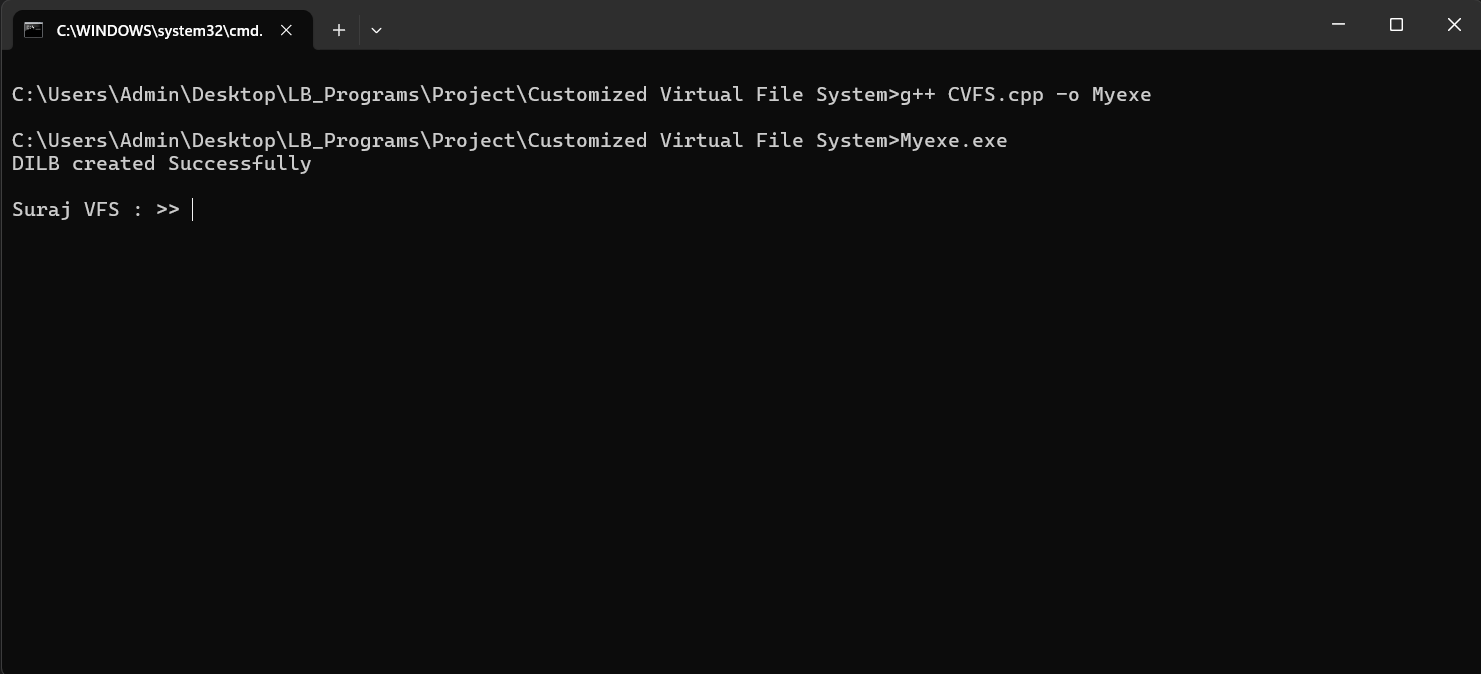 C:\WINDOWS\system32\cmd.
C:\Users\Admin\Desktop\LB_Programs\Project\Customized Virtual File System>g++ CVFS.cpp -o Myexe
C:\Users\Admin\Desktop\LB_Programs\Project\Customized Virtual File System>Myexe.exe
DILB created Successfully
Suraj VFS : >>